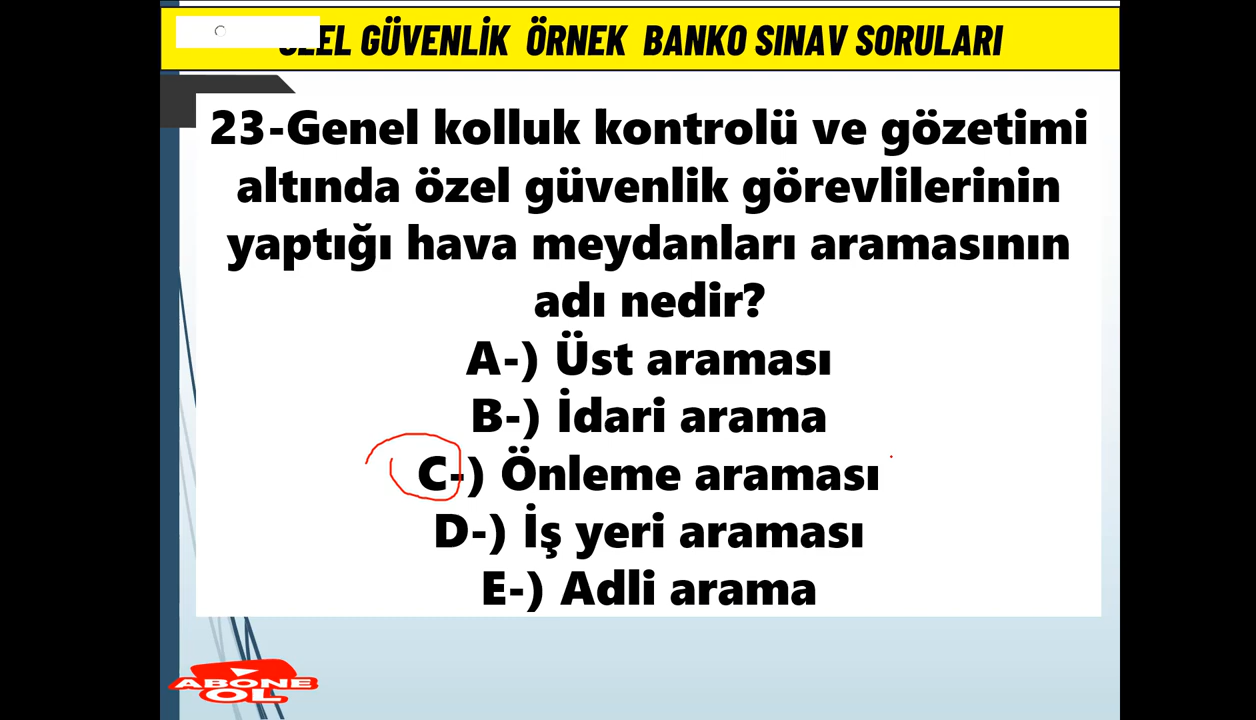 GÜVENLİK ÖRNEK BANKO SINAV SORULARI
23-Genel kolluk kontrolü ve gözetimi
altında özel güvenlik görevlilerinin
yaptığı hava meydanları aramasının
adı nedir?
A-) Üst araması
B-) İdari arama
C-) Önleme araması
D-) İş yeri araması
E-) Adli arama
ABONE
OL